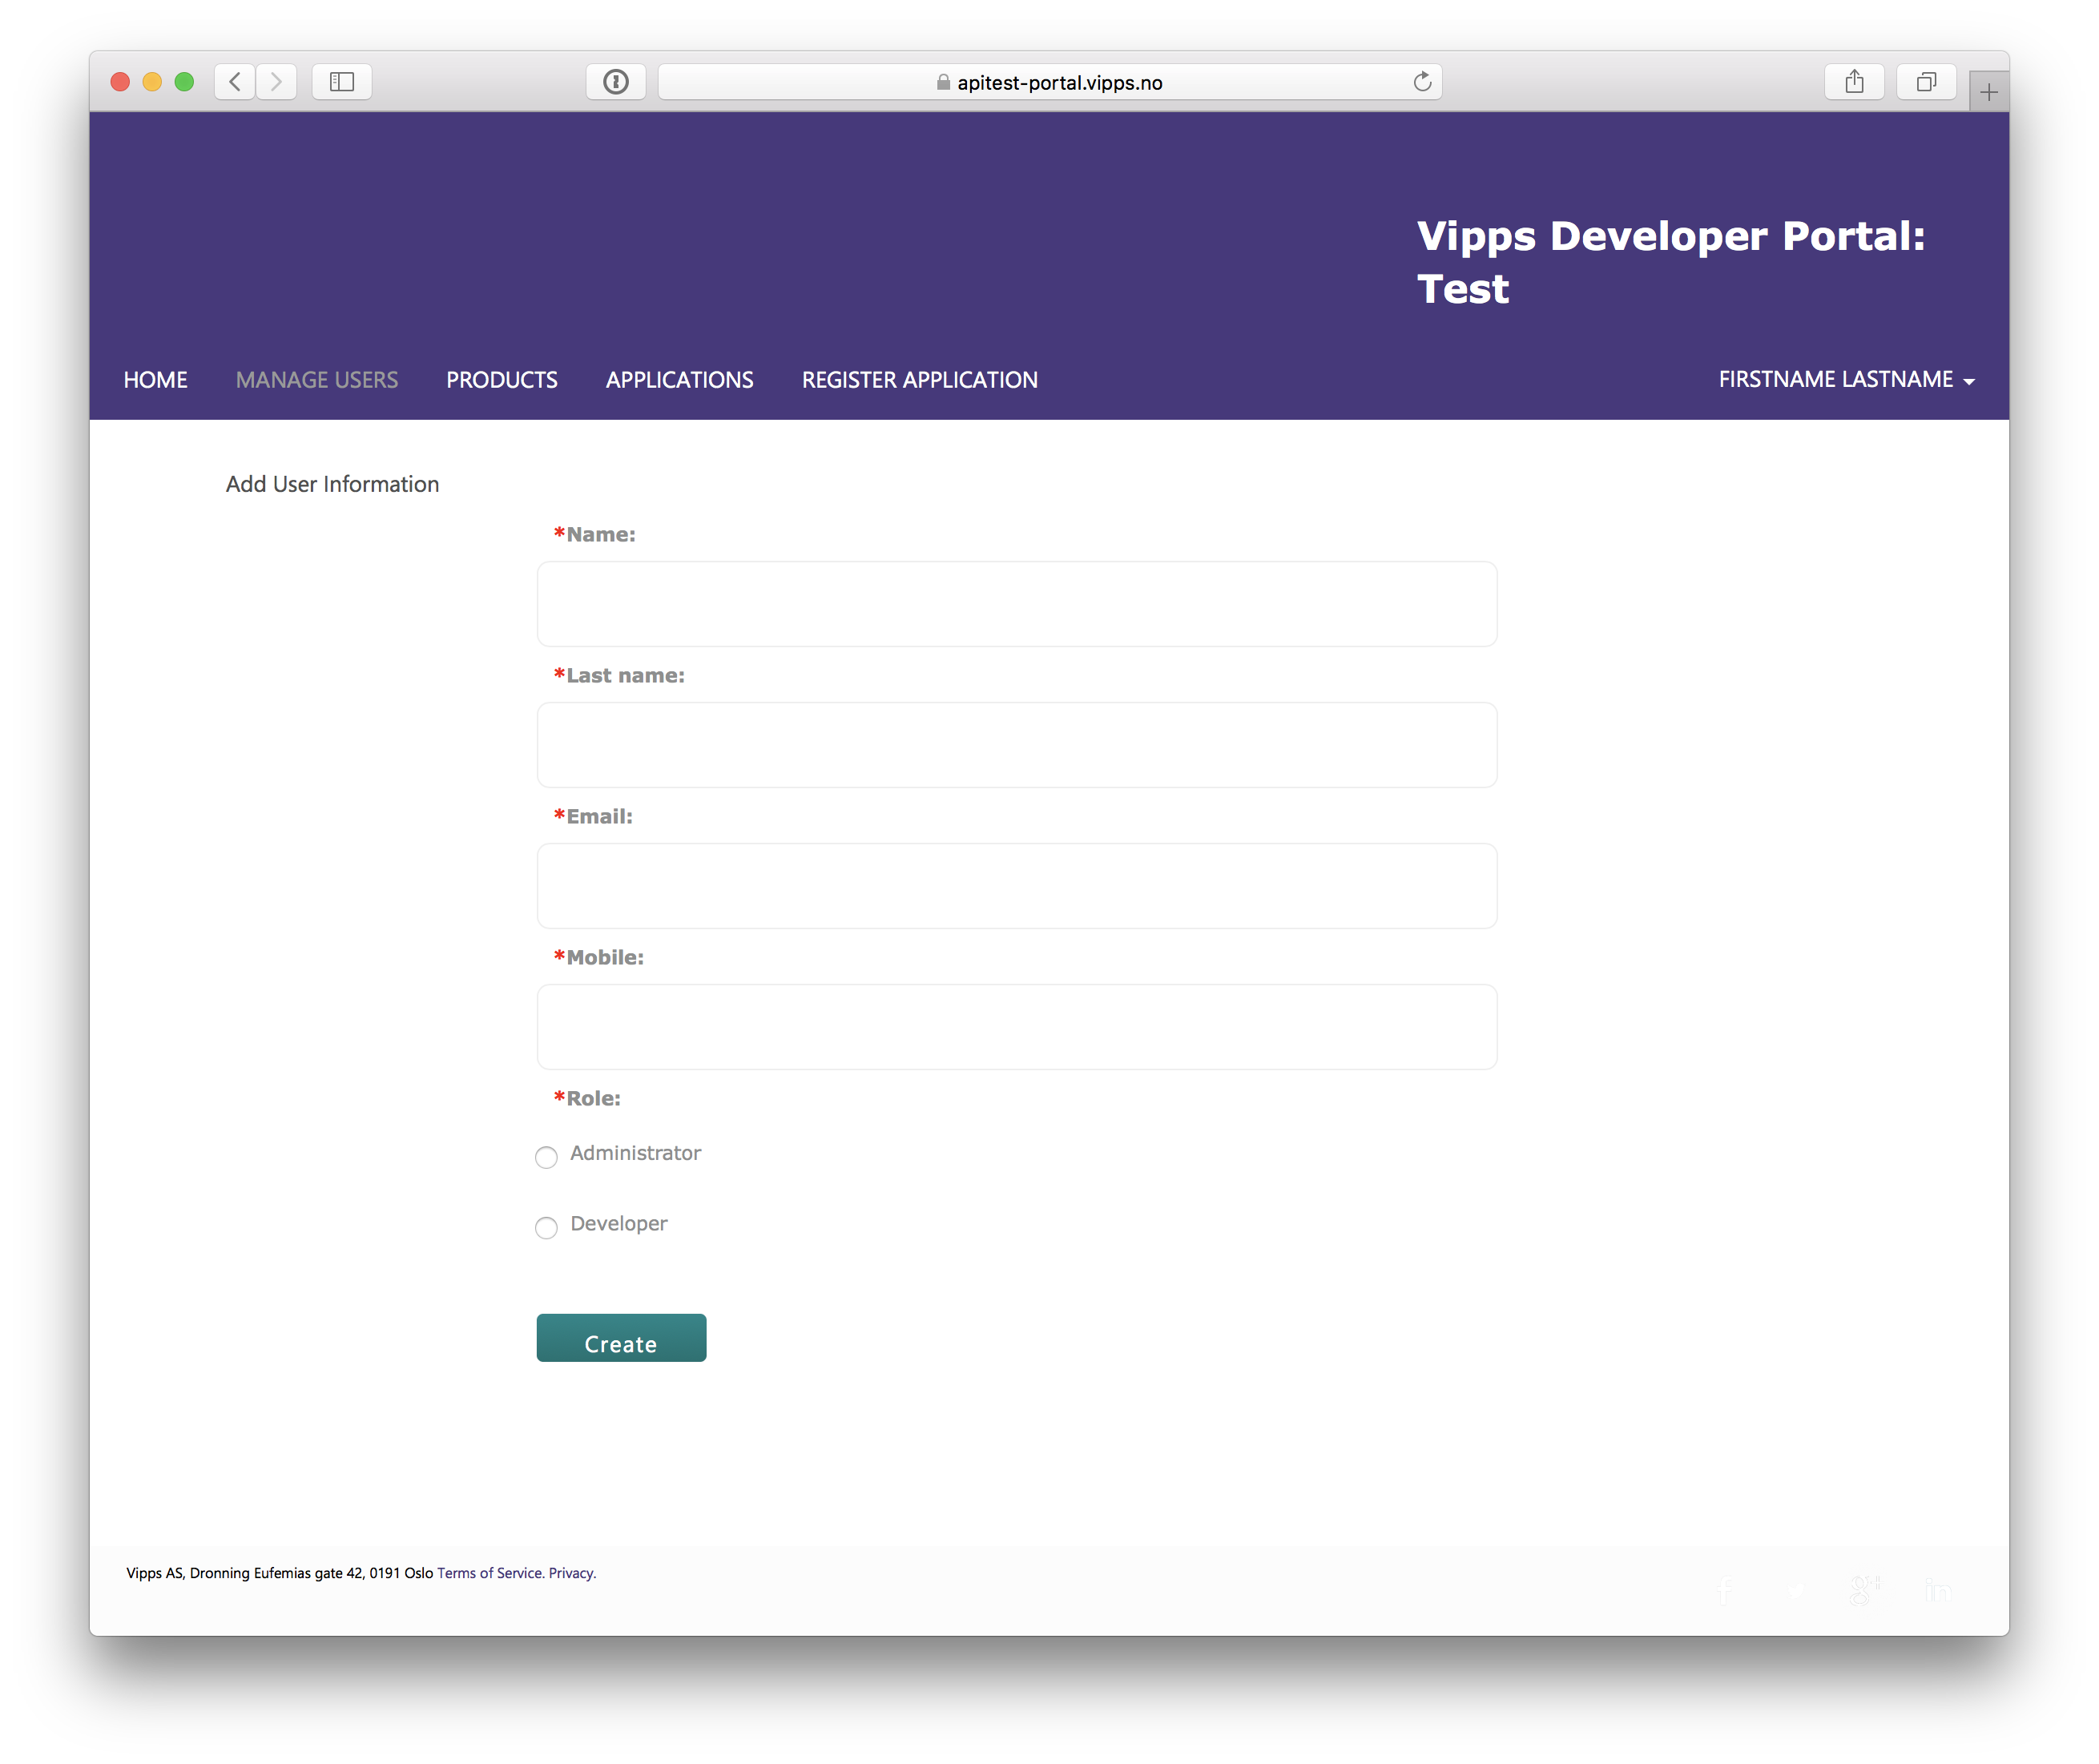 apitest-portal.vipps.no
Vipps Developer Portal:
Test
HOME MANAGE USERS PRODUCTS APPLICATIONS REGISTER APPLICATION FIRSTNAME LASTNAME
Add User Information
*Name:
*Last name:
*Email:
*Mobile:
*Role:
Administrator
Developer
Create
Vipps AS, Dronning Eufemias gate 42, 0191 Oslo Terms of Service. Privacy.